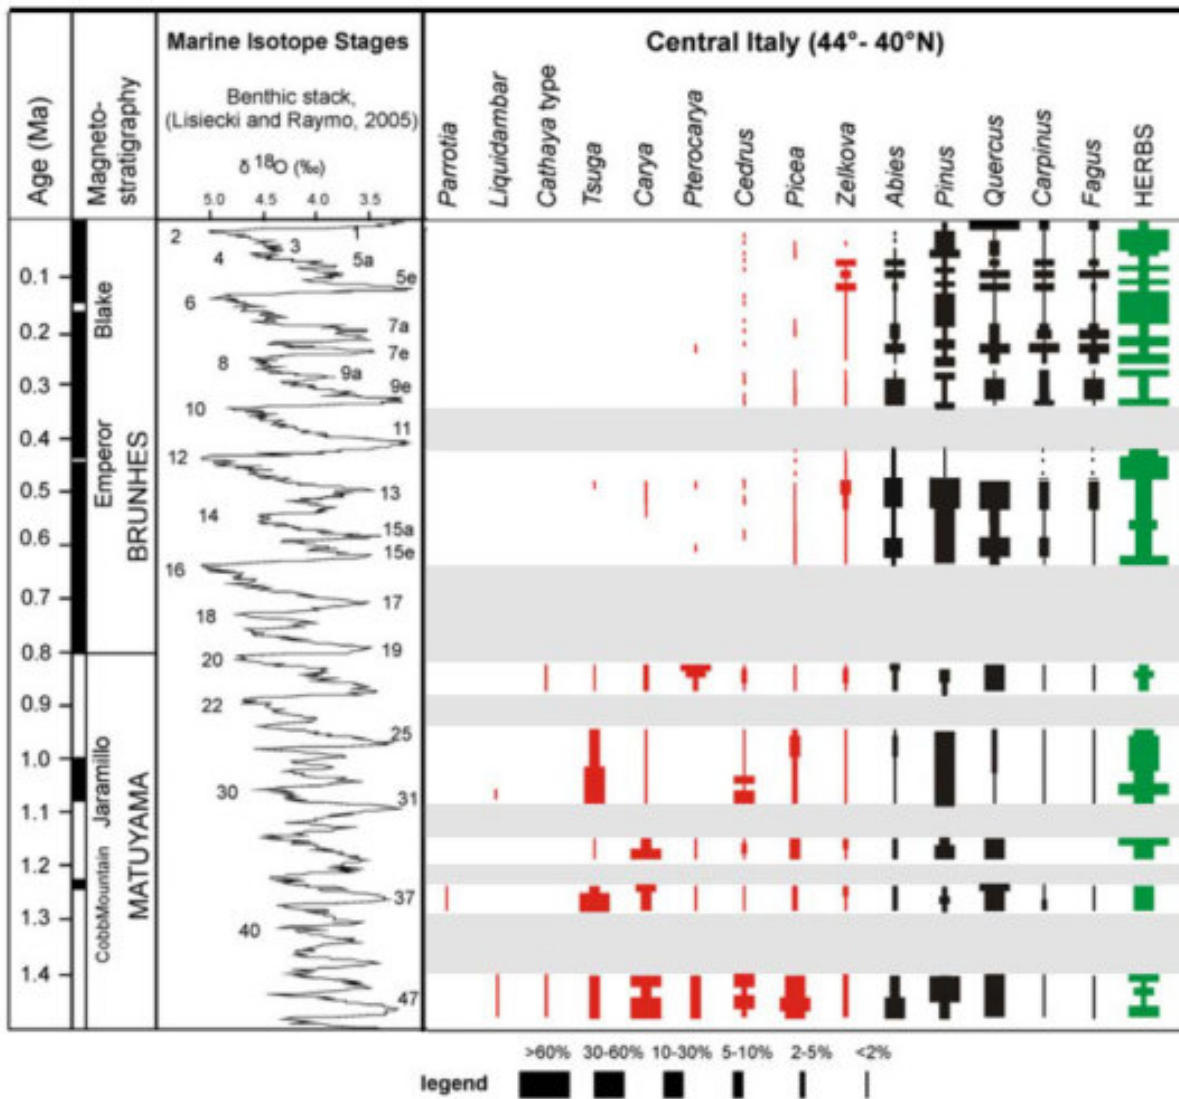 Marine Isotope Stages
Central Italy (44°- 40°N)
Benthic stack,
(Lisiecki and Raymo, 2005)
δ 18O (‰)
5.0 4.5 4.0 3.5
Age (Ma)
Magneto-
stratigraphy
Parrotia
Liquidambar
Cathaya type
Tsuga
Carya
Pterocarya
Cedrus
Picea
Zelkova
Abies
Pinus
Quercus
Carpinus
Fagus
HERBS
0.1
0.2
0.3
0.4
0.5
0.6
0.7
0.8
0.9
1.0
1.1
1.2
1.3
1.4
Blake
Emperor
BRUNHES
Jaramillo
CobbMountain
MATUYAMA
1
2
3
4
5a
5e
6
7a
7e
8
9a
9e
10
11
12
13
14
15a
15e
16
17
18
19
20
22
25
30
31
37
40
47
>60% 30-60% 10-30% 5-10% 2-5% <2%
legend